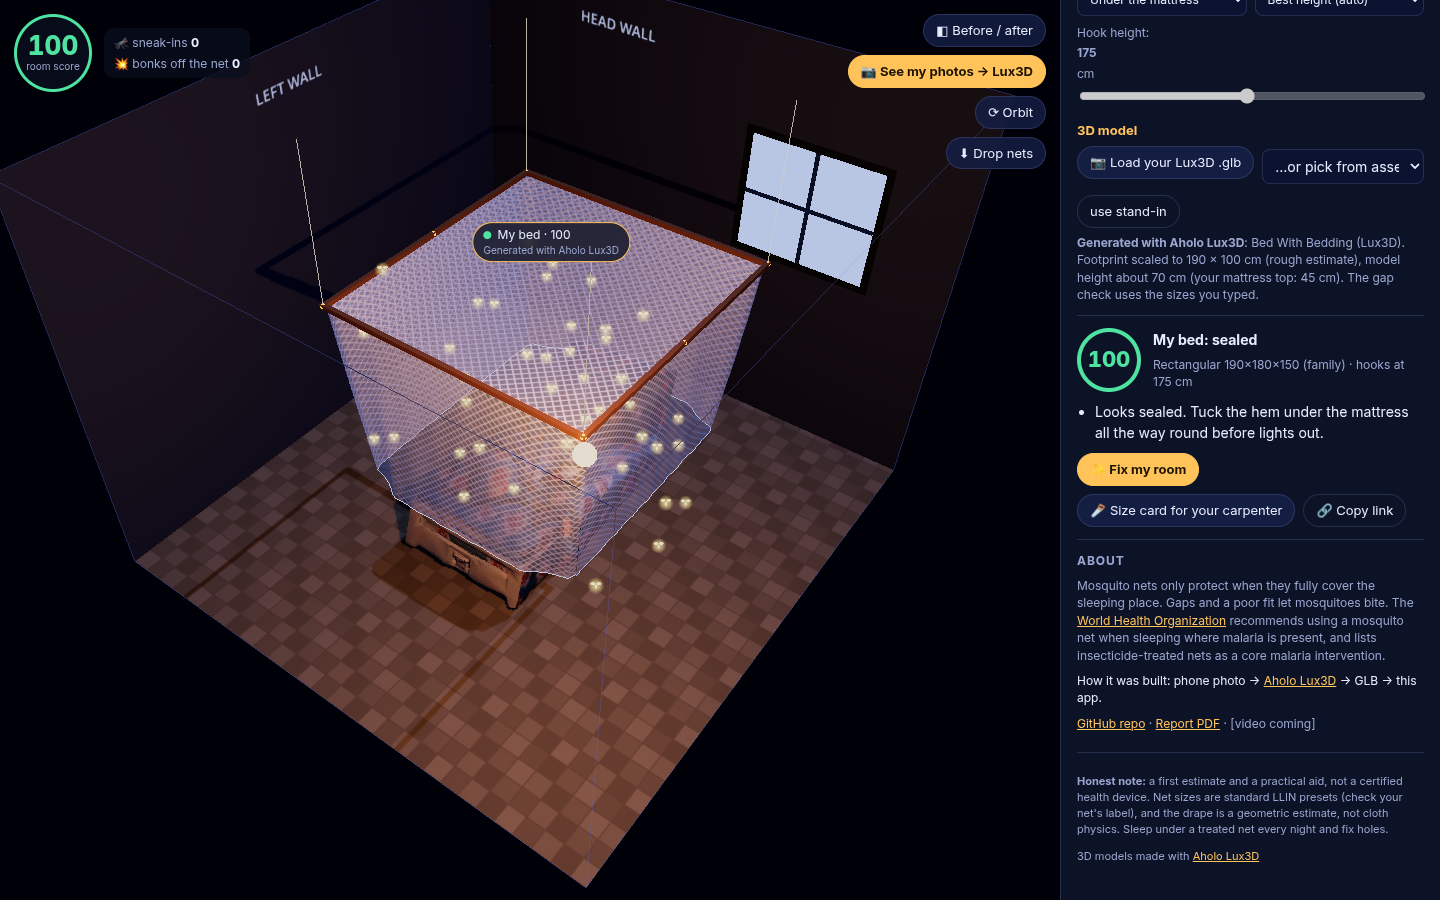 100
room score
🦟 sneak-ins 0
💥 bonks off the net 0
LEFT WALL
HEAD WALL
◧ Before / after
📷 See my photos → Lux3D
⟳ Orbit
⬇ Drop nets
My bed · 100
Generated with Aholo Lux3D
Under the mattress
Best height (auto)
Hook height:
175
cm
3D model
📷 Load your Lux3D .glb
...or pick from asse
use stand-in
Generated with Aholo Lux3D: Bed With Bedding (Lux3D).
Footprint scaled to 190 × 100 cm (rough estimate), model
height about 70 cm (your mattress top: 45 cm). The gap
check uses the sizes you typed.
100
My bed: sealed
Rectangular 190×180×150 (family) · hooks at
175 cm
• Looks sealed. Tuck the hem under the mattress
all the way round before lights out.
✨ Fix my room
🪚 Size card for your carpenter
🔗 Copy link
ABOUT
Mosquito nets only protect when they fully cover the
sleeping place. Gaps and a poor fit let mosquitoes bite. The
World Health Organization recommends using a mosquito
net when sleeping where malaria is present, and lists
insecticide-treated nets as a core malaria intervention.
How it was built: phone photo → Aholo Lux3D → GLB → this
app.
GitHub repo · Report PDF · [video coming]
Honest note: a first estimate and a practical aid, not a certified
health device. Net sizes are standard LLIN presets (check your
net's label), and the drape is a geometric estimate, not cloth
physics. Sleep under a treated net every night and fix holes.
3D models made with Aholo Lux3D